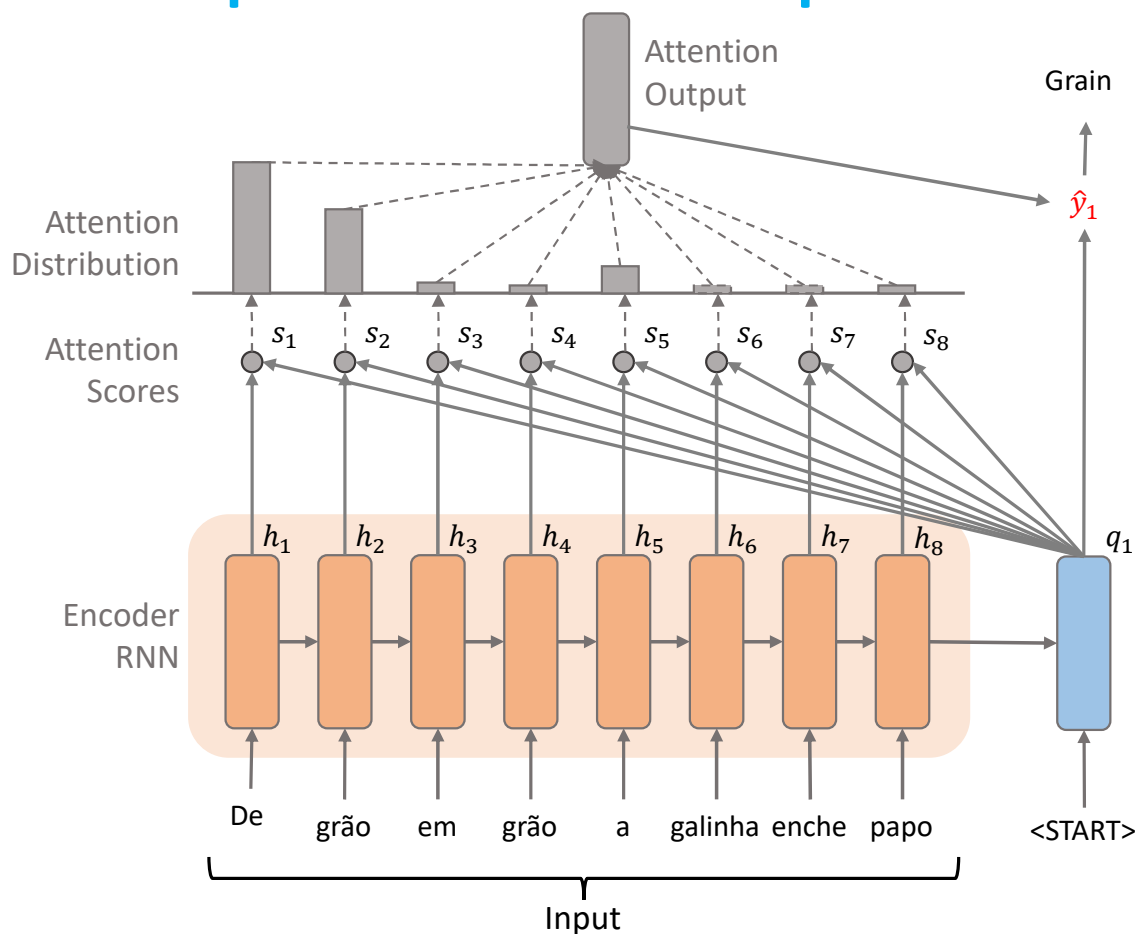 Attention
Output
Grain
ŷ₁
Attention
Distribution
Attention
Scores
s₁ s₂ s₃ s₄ s₅ s₆ s₇ s₈
h₁ h₂ h₃ h₄ h₅ h₆ h₇ h₈ q₁
Encoder
RNN
De grão em grão a galinha enche papo <START>
Input